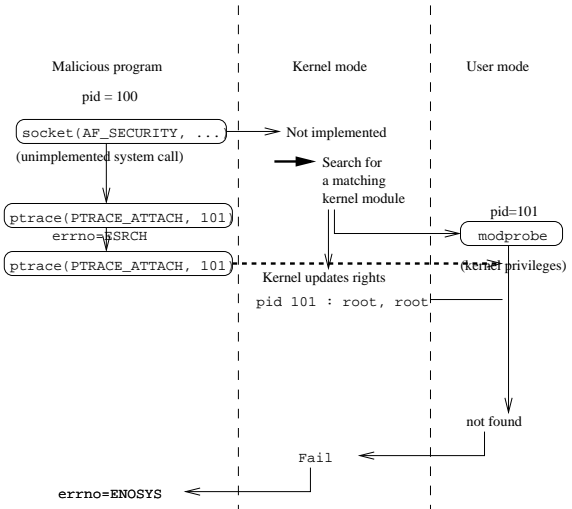 Malicious program
Kernel mode
User mode
pid = 100
socket(AF_SECURITY, ...)
Not implemented
(unimplemented system call)
Search for
a matching
kernel module
pid=101
ptrace(PTRACE_ATTACH, 101)
modprobe
errno=ESRCH
ptrace(PTRACE_ATTACH, 101)
(kernel privileges)
Kernel updates rights
pid 101 : root, root
not found
Fail
errno=ENOSYS